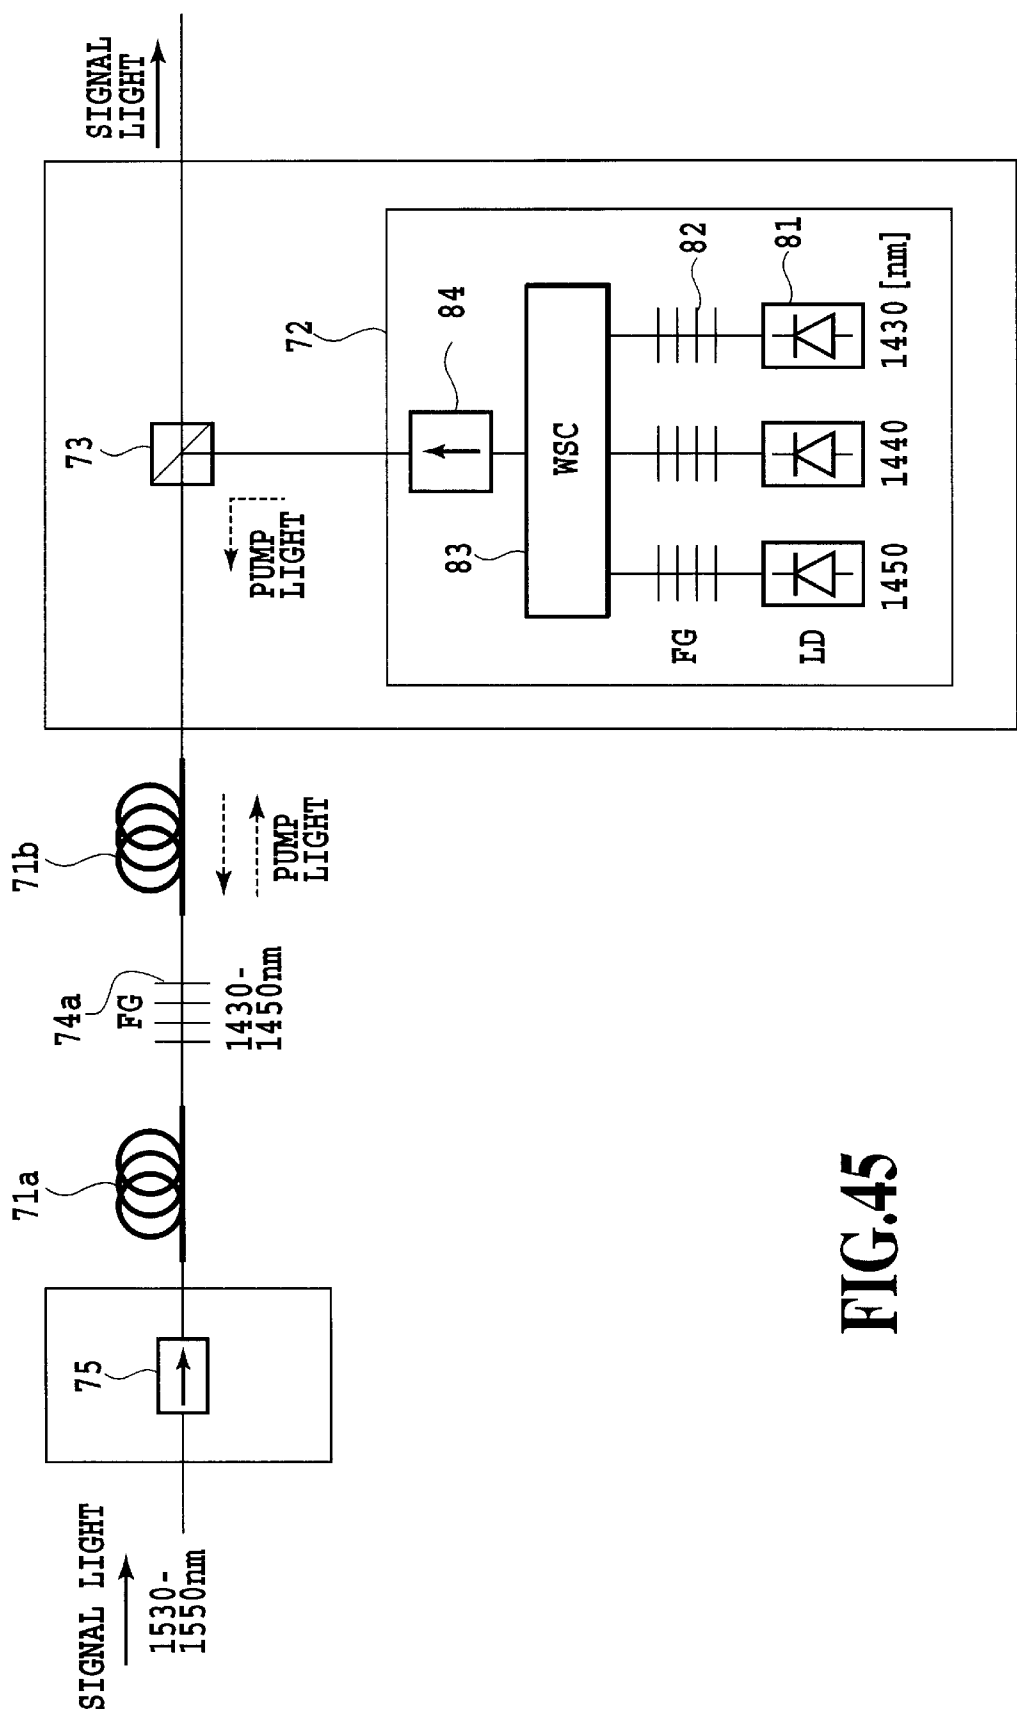 SIGNAL LIGHT
1530-
1550nm
75
71a
74a
FG
1430-
1450nm
71b
PUMP
LIGHT
73
PUMP
LIGHT
SIGNAL
LIGHT
72
84
83
WSC
FG
82
LD
81
1450
1440
1430 [nm]
FIG.45